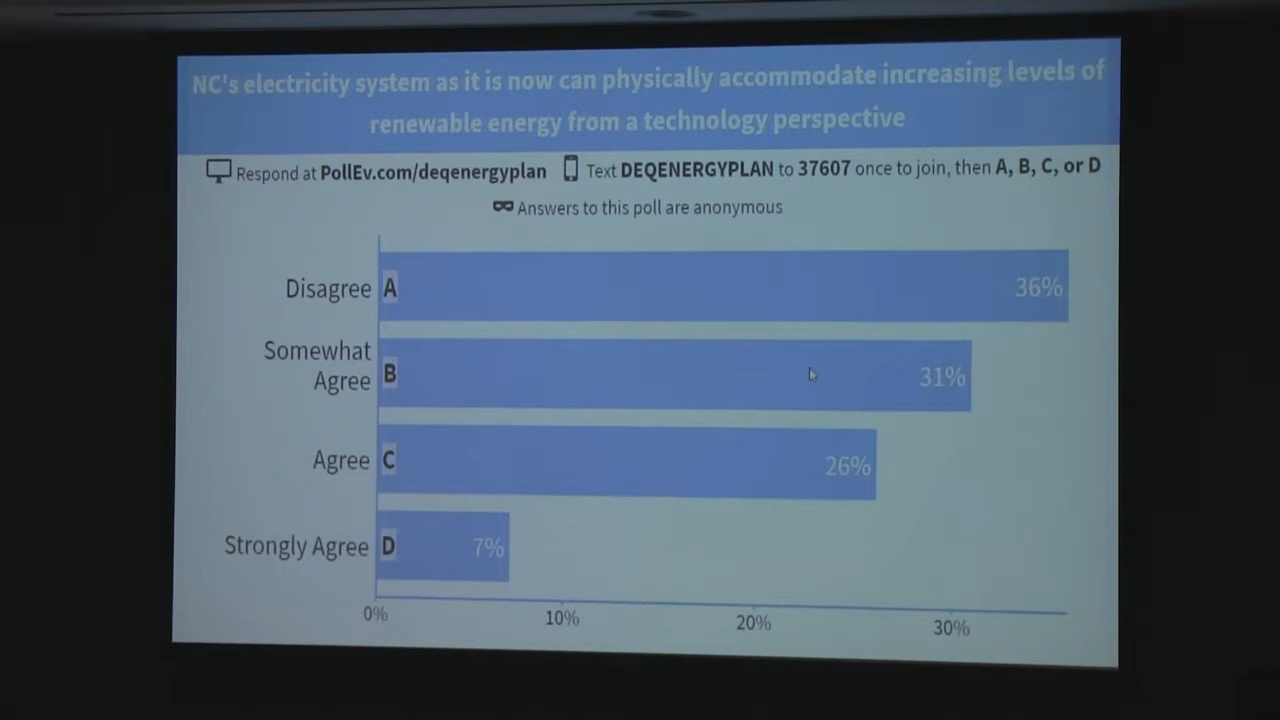 NC's electricity system as it is now can physically accommodate increasing levels of
renewable energy from a technology perspective
Respond at PollEv.com/deqenergyplan Text DEQENERGYPLAN to 37607 once to join, then A, B, C, or D
Answers to this poll are anonymous
Disagree A 36%
Somewhat
Agree B 31%
Agree C 26%
Strongly Agree D 7%
0% 10% 20% 30%